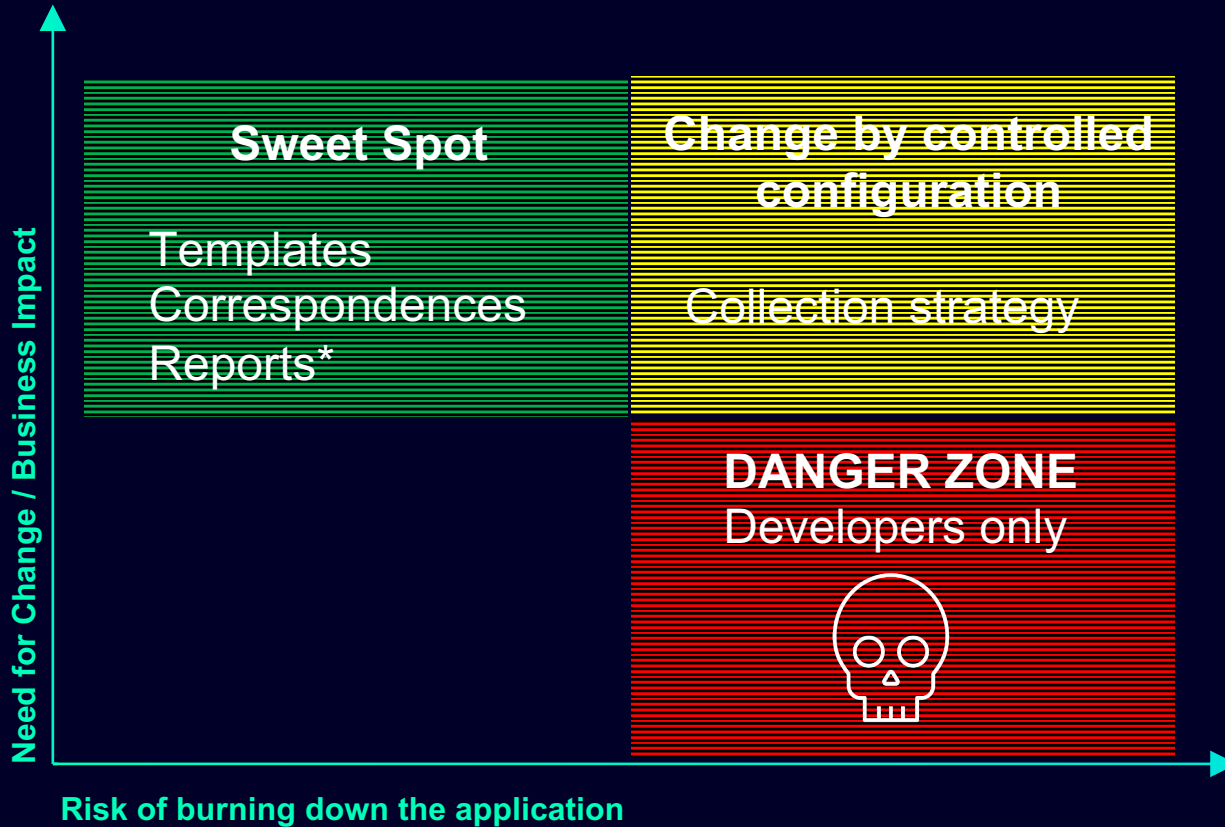 Need for Change / Business Impact
Sweet Spot
Templates
Correspondences
Reports*
Change by controlled
configuration
Collection strategy
DANGER ZONE
Developers only
Risk of burning down the application